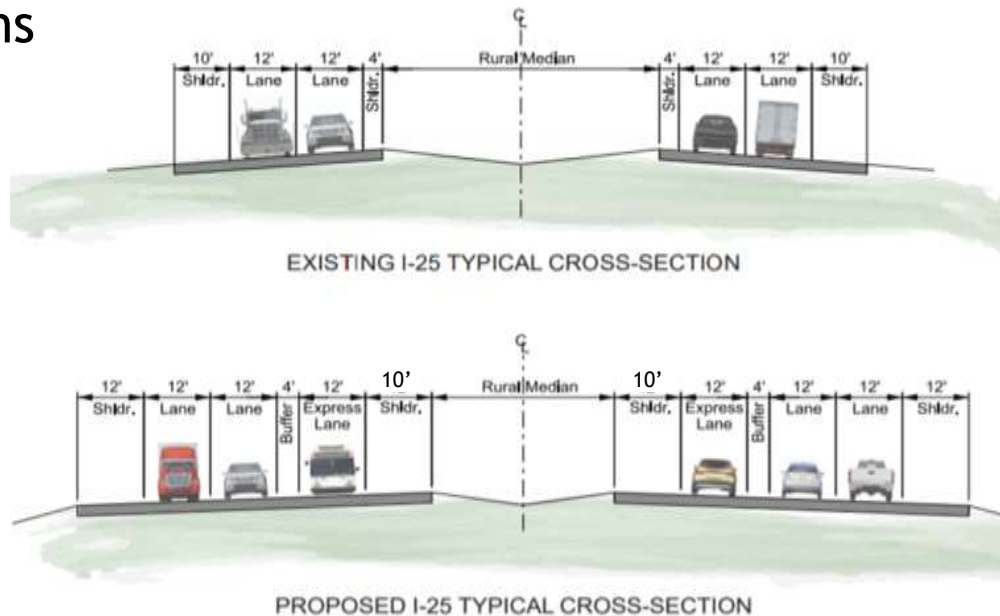 ns
℄
10' 12' 12' 4' Rural Median 4' 12' 12' 10'
Shldr. Lane Lane Shldr. Shldr. Lane Lane Shldr.
EXISTING I-25 TYPICAL CROSS-SECTION
℄
12' 12' 12' 4' 12' 10' Rural Median 10' 12' 4' 12' 12' 12'
Shldr. Lane Lane Buffer Express Lane Shldr. Shldr. Express Lane Buffer Lane Lane Shldr.
PROPOSED I-25 TYPICAL CROSS-SECTION